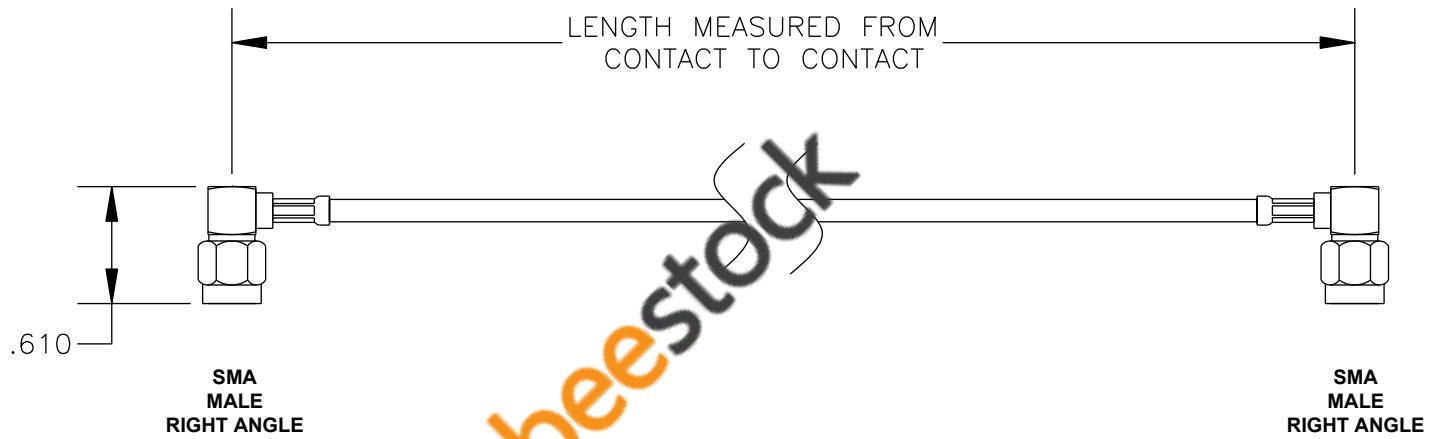 LENGTH MEASURED FROM
CONTACT TO CONTACT
.610
SMA
MALE
RIGHT ANGLE
SMA
MALE
RIGHT ANGLE
beestock